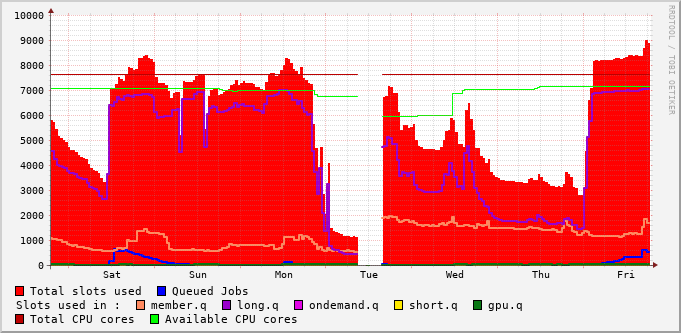 10000
9000
8000
7000
6000
5000
4000
3000
2000
1000
0
Sat Sun Mon Tue Wed Thu Fri
RRDTOOL / TOBI OETIKER
Total slots used Queued Jobs
Slots used in : member.q long.q ondemand.q short.q gpu.q
Total CPU cores Available CPU cores